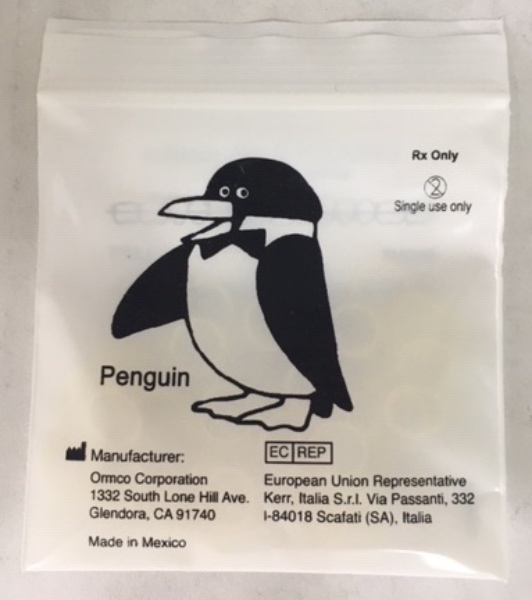 Rx Only
2
Single use only
Penguin
Manufacturer:
Ormco Corporation
1332 South Lone Hill Ave.
Glendora, CA 91740
Made in Mexico
EC REP
European Union Representative
Kerr, Italia S.r.l. Via Passanti, 332
I-84018 Scafati (SA), Italia